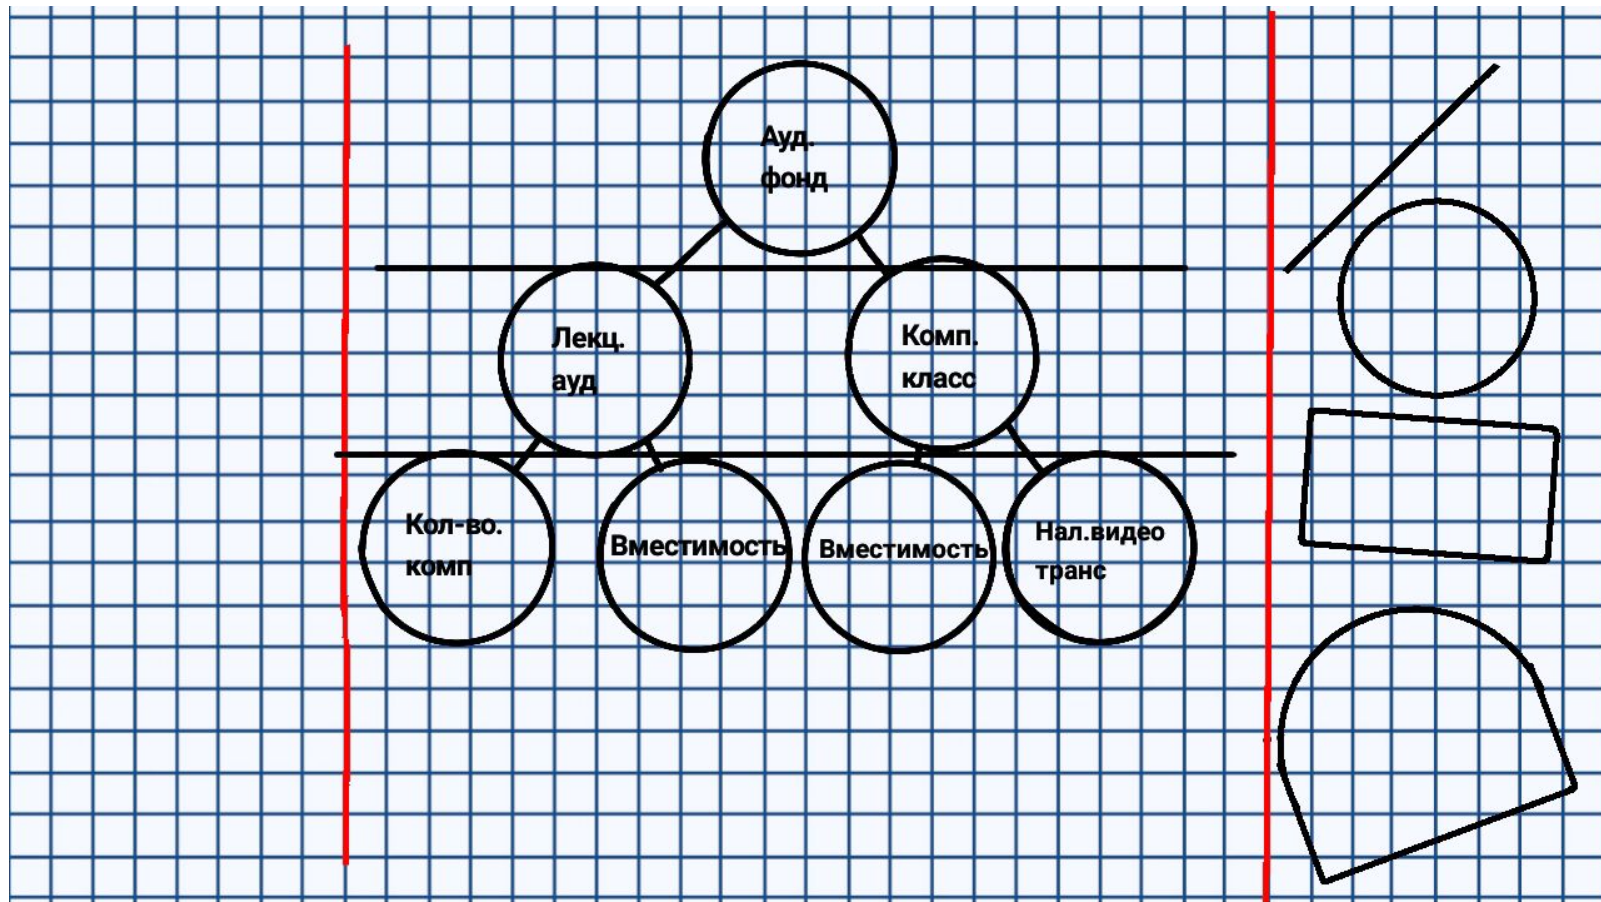 Ауд.
фонд
Лекц.
ауд
Комп.
класс
Кол-во.
комп
Вместимость
Вместимость
Нал.видео
транс